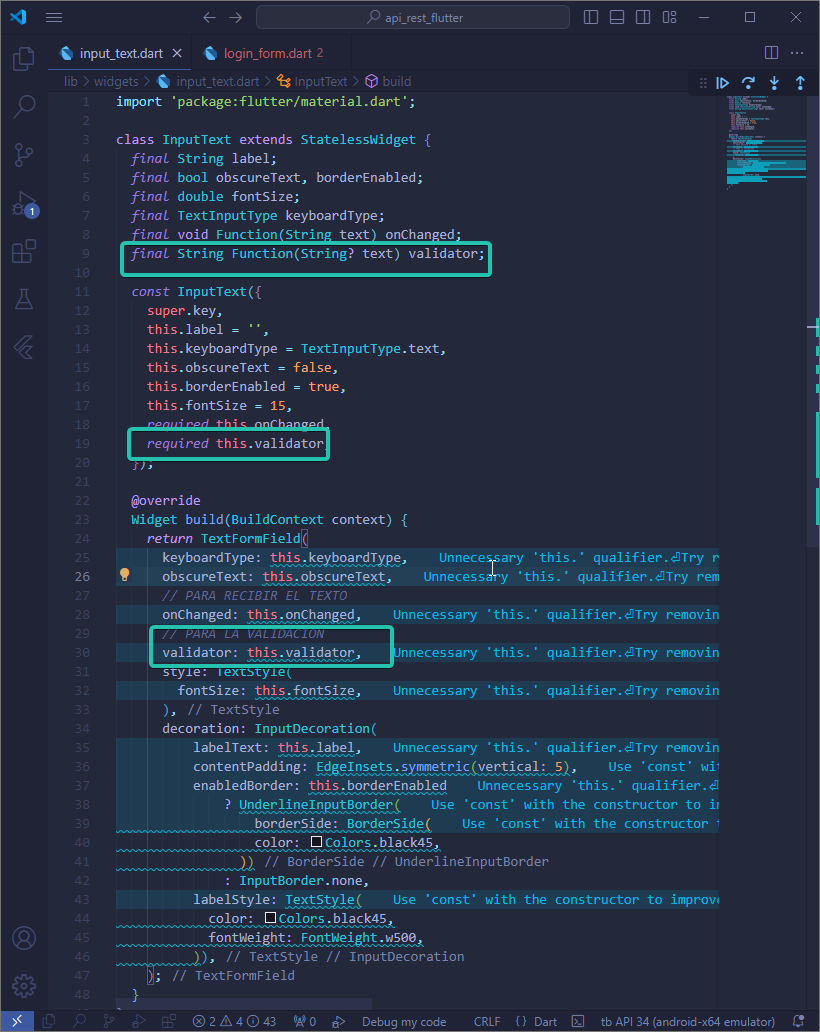 api_rest_flutter
input_text.dart
login_form.dart 2
lib > widgets > input_text.dart > InputText > build
1 import 'package:flutter/material.dart';
2
3 class InputText extends StatelessWidget {
4 final String label;
5 final bool obscureText, borderEnabled;
6 final double fontSize;
7 final TextInputType keyboardType;
8 final void Function(String text) onChanged;
9 final String Function(String? text) validator;
10
11 const InputText({
12 super.key,
13 this.label = '',
14 this.keyboardType = TextInputType.text,
15 this.obscureText = false,
16 this.borderEnabled = true,
17 this.fontSize = 15,
18 required this.onChanged,
19 required this.validator
20 });
21
22 @override
23 Widget build(BuildContext context) {
24 return TextFormField(
25 keyboardType: this.keyboardType, Unnecessary 'this.' qualifier.⏎Try r
26 obscureText: this.obscureText, Unnecessary 'this.' qualifier.⏎Try rem
27 // PARA RECIBIR EL TEXTO
28 onChanged: this.onChanged, Unnecessary 'this.' qualifier.⏎Try removing
29 // PARA LA VALIDACION
30 validator: this.validator, Unnecessary 'this.' qualifier.⏎Try removing
31 style: TextStyle(
32 fontSize: this.fontSize, Unnecessary 'this.' qualifier.⏎Try removing
33 ), // TextStyle
34 decoration: InputDecoration(
35 labelText: this.label, Unnecessary 'this.' qualifier.⏎Try removing
36 contentPadding: EdgeInsets.symmetric(vertical: 5), Use 'const' wit
37 enabledBorder: this.borderEnabled Unnecessary 'this.' qualifier.⏎
38 ? UnderlineInputBorder( Use 'const' with the constructor to im
39 borderSide: BorderSide( Use 'const' with the constructor t
40 color: Colors.black45,
41 )) // BorderSide // UnderlineInputBorder
42 : InputBorder.none,
43 labelStyle: TextStyle( Use 'const' with the constructor to improve
44 color: Colors.black45,
45 fontWeight: FontWeight.w500,
46 )), // TextStyle // InputDecoration
47 ); // TextFormField
48 }
1
2 4 43 0 Debug my code CRLF {} Dart tb API 34 (android-x64 emulator)